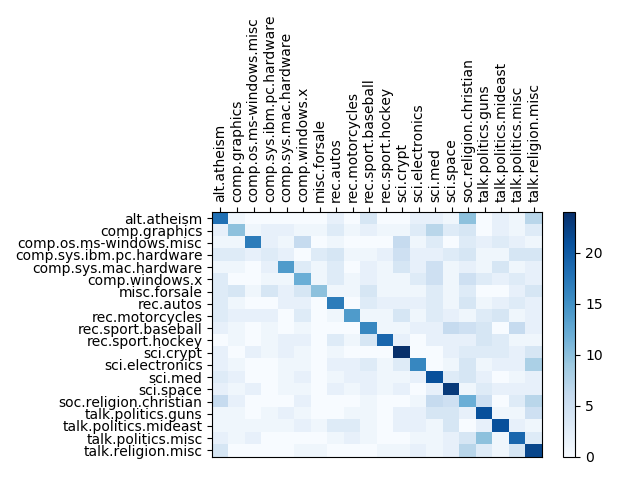 alt.atheism
comp.graphics
comp.os.ms-windows.misc
comp.sys.ibm.pc.hardware
comp.sys.mac.hardware
comp.windows.x
misc.forsale
rec.autos
rec.motorcycles
rec.sport.baseball
rec.sport.hockey
sci.crypt
sci.electronics
sci.med
sci.space
soc.religion.christian
talk.politics.guns
talk.politics.mideast
talk.politics.misc
talk.religion.misc
alt.atheism
comp.graphics
comp.os.ms-windows.misc
comp.sys.ibm.pc.hardware
comp.sys.mac.hardware
comp.windows.x
misc.forsale
rec.autos
rec.motorcycles
rec.sport.baseball
rec.sport.hockey
sci.crypt
sci.electronics
sci.med
sci.space
soc.religion.christian
talk.politics.guns
talk.politics.mideast
talk.politics.misc
talk.religion.misc
20
15
10
5
0